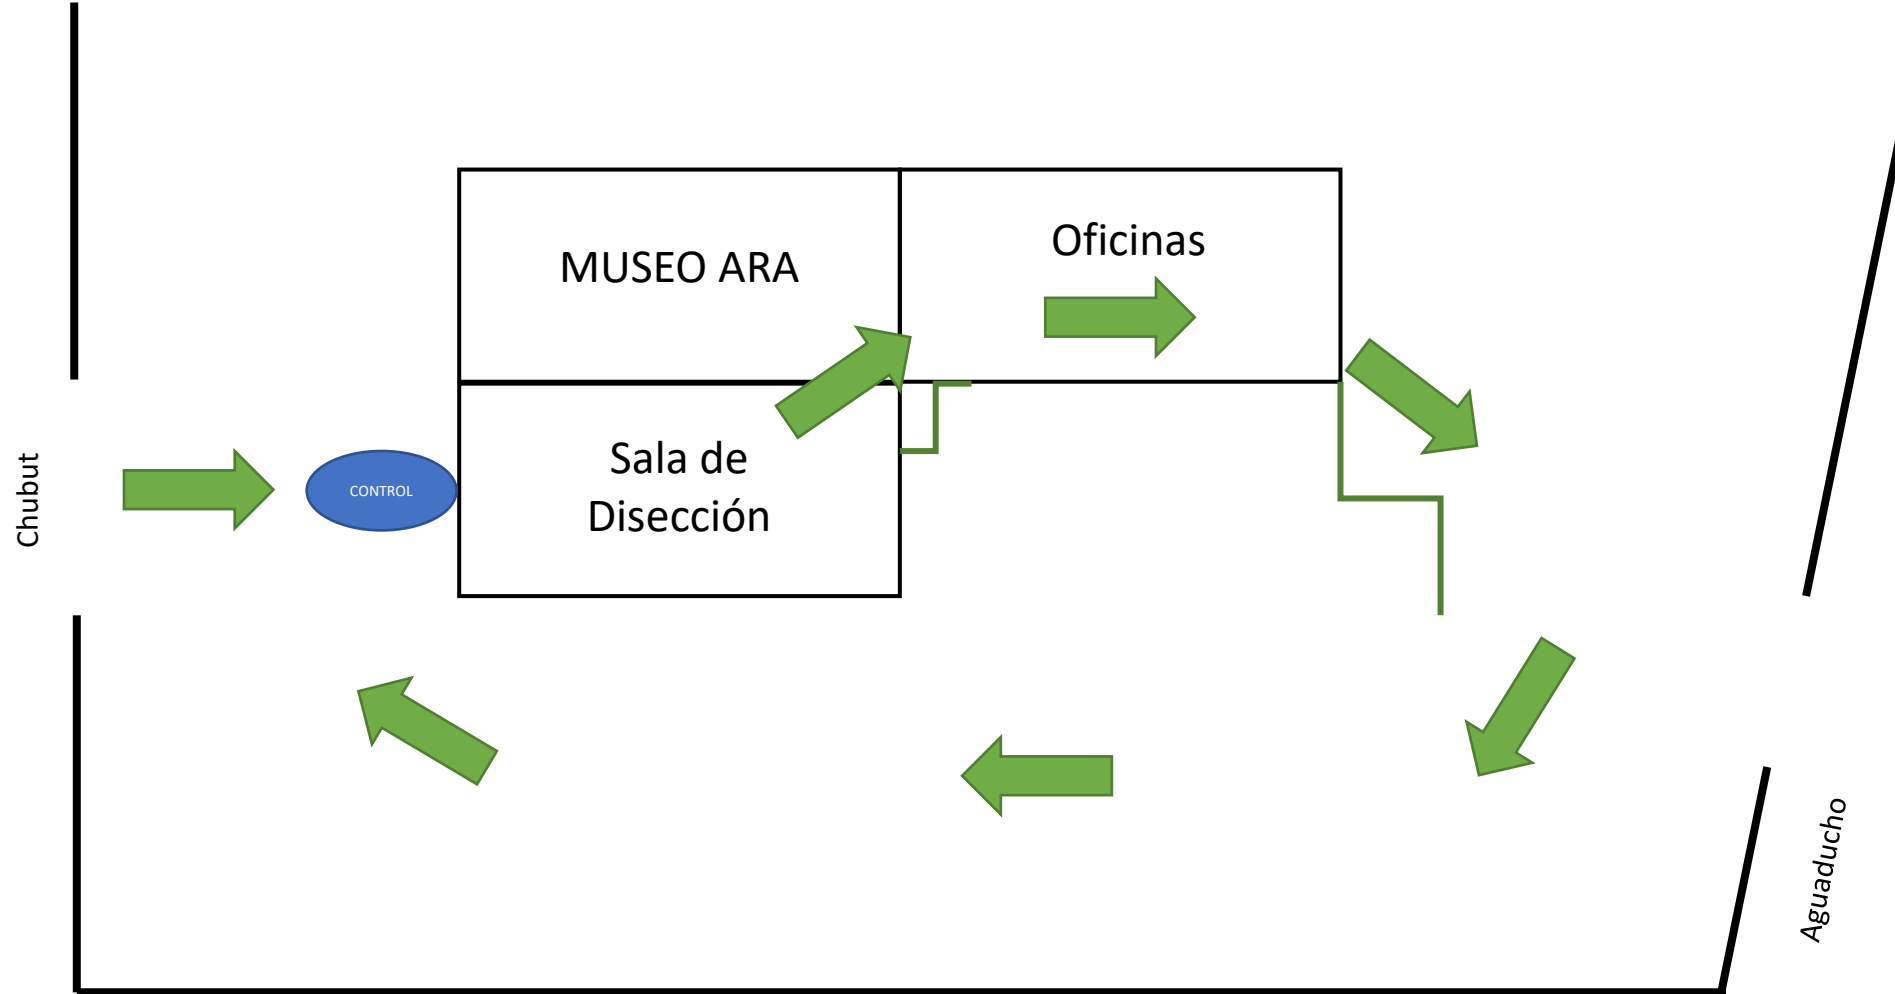 MUSEO ARA
Oficinas
Chubut
CONTROL
Sala de
Disección
Aguaducho